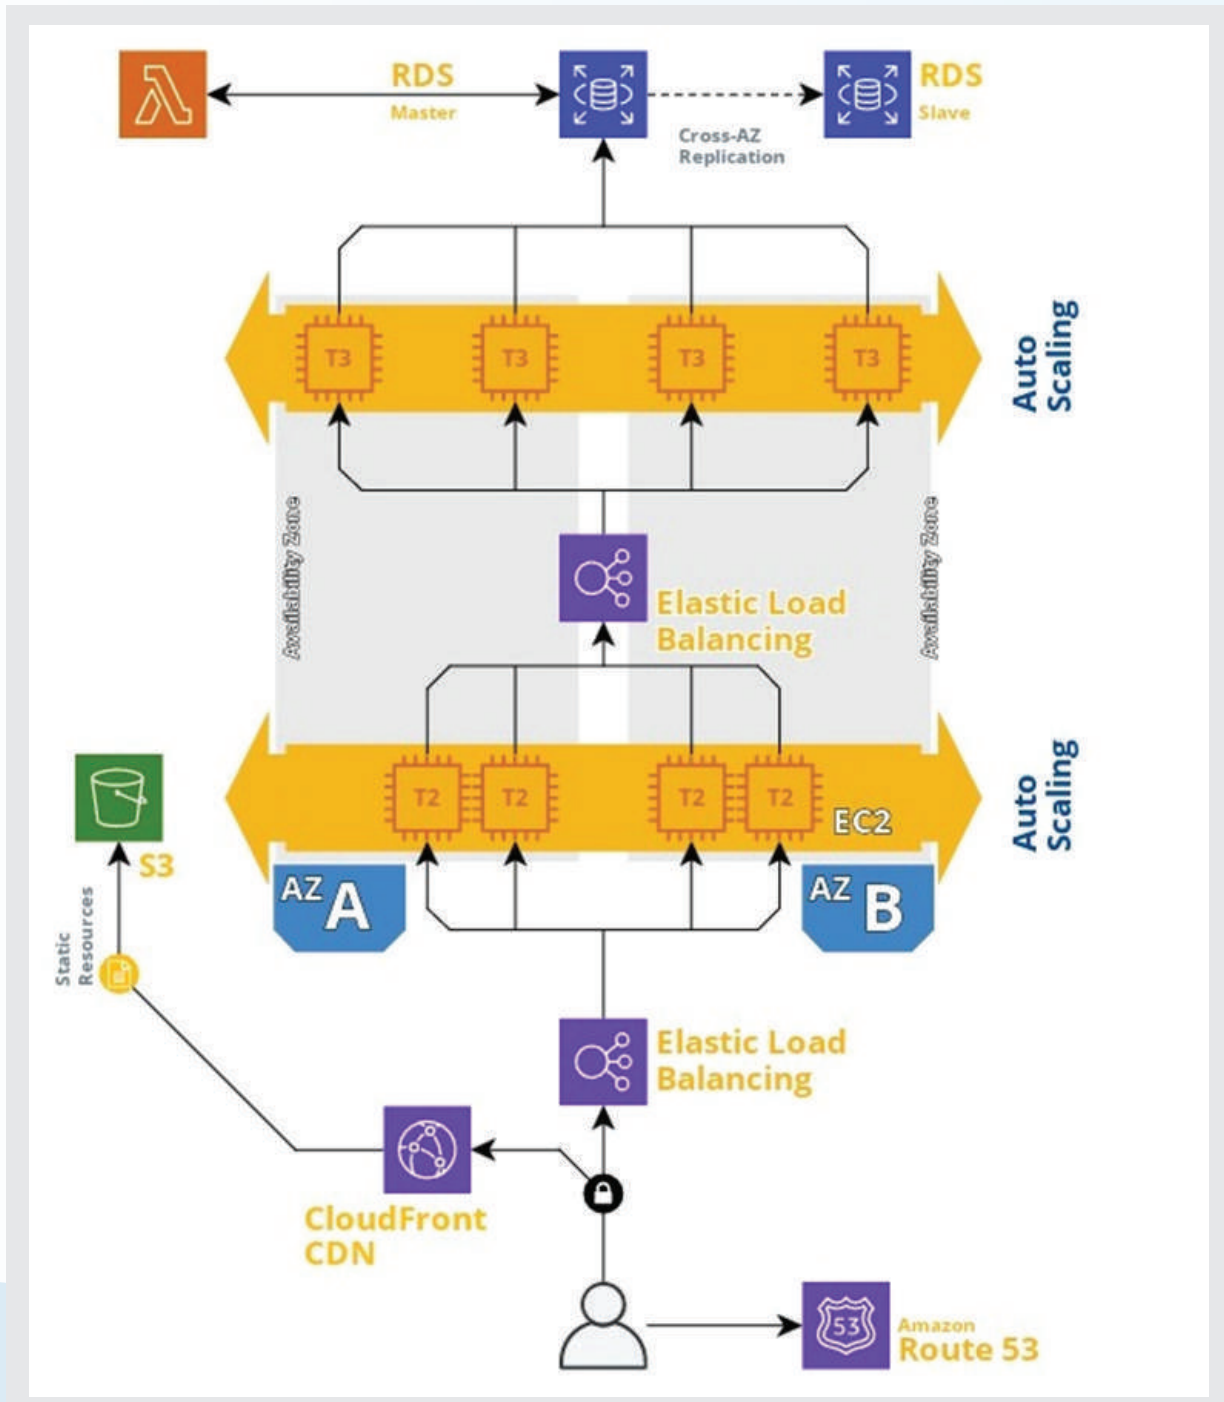 RDS
Master
RDS
Slave
Cross-AZ
Replication
T3
T3
T3
T3
Auto
Scaling
Availability Zone
Availability Zone
Elastic Load
Balancing
T2
T2
T2
T2
EC2
Auto
Scaling
S3
Static
Resources
AZ A
AZ B
Elastic Load
Balancing
CloudFront
CDN
53
Amazon
Route 53